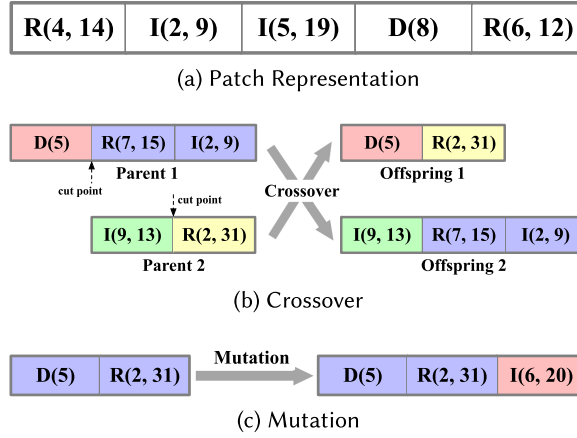 R(4, 14) I(2, 9) I(5, 19) D(8) R(6, 12)
(a) Patch Representation
D(5) R(7, 15) I(2, 9) D(5) R(2, 31)
Parent 1 Offspring 1
cut point cut point Crossover
I(9, 13) R(2, 31) I(9, 13) R(7, 15) I(2, 9)
Parent 2 Offspring 2
(b) Crossover
Mutation
D(5) R(2, 31) D(5) R(2, 31) I(6, 20)
(c) Mutation